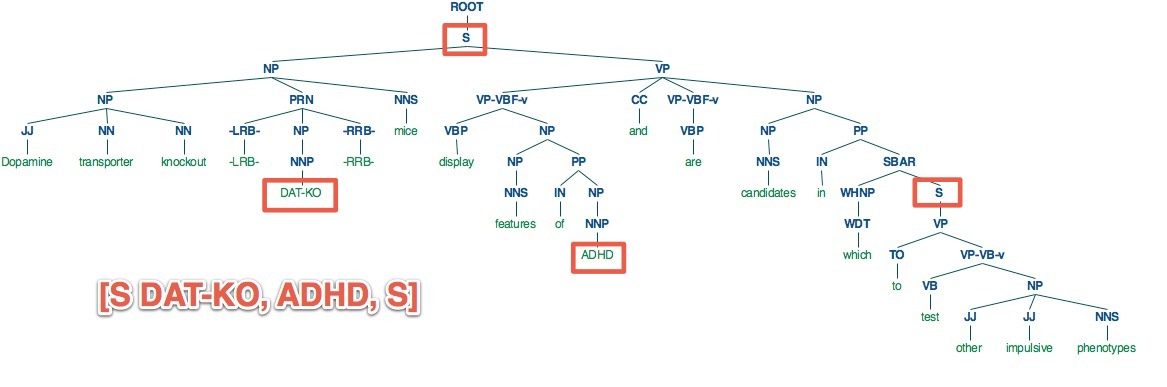 ROOT
S
NP VP
NP PRN NNS VP-VBF-v CC VP-VBF-v NP
JJ NN NN -LRB- NP -RRB- mice VBP NP and VBP NP PP
Dopamine transporter knockout -LRB- NNP -RRB- display NP PP are NNS IN SBAR
DAT-KO NNS IN NP candidates in WHNP S
features of NNP WDT VP
ADHD which TO VP-VB-v
[S DAT-KO, ADHD, S] to VB NP
test JJ JJ NNS
other impulsive phenotypes